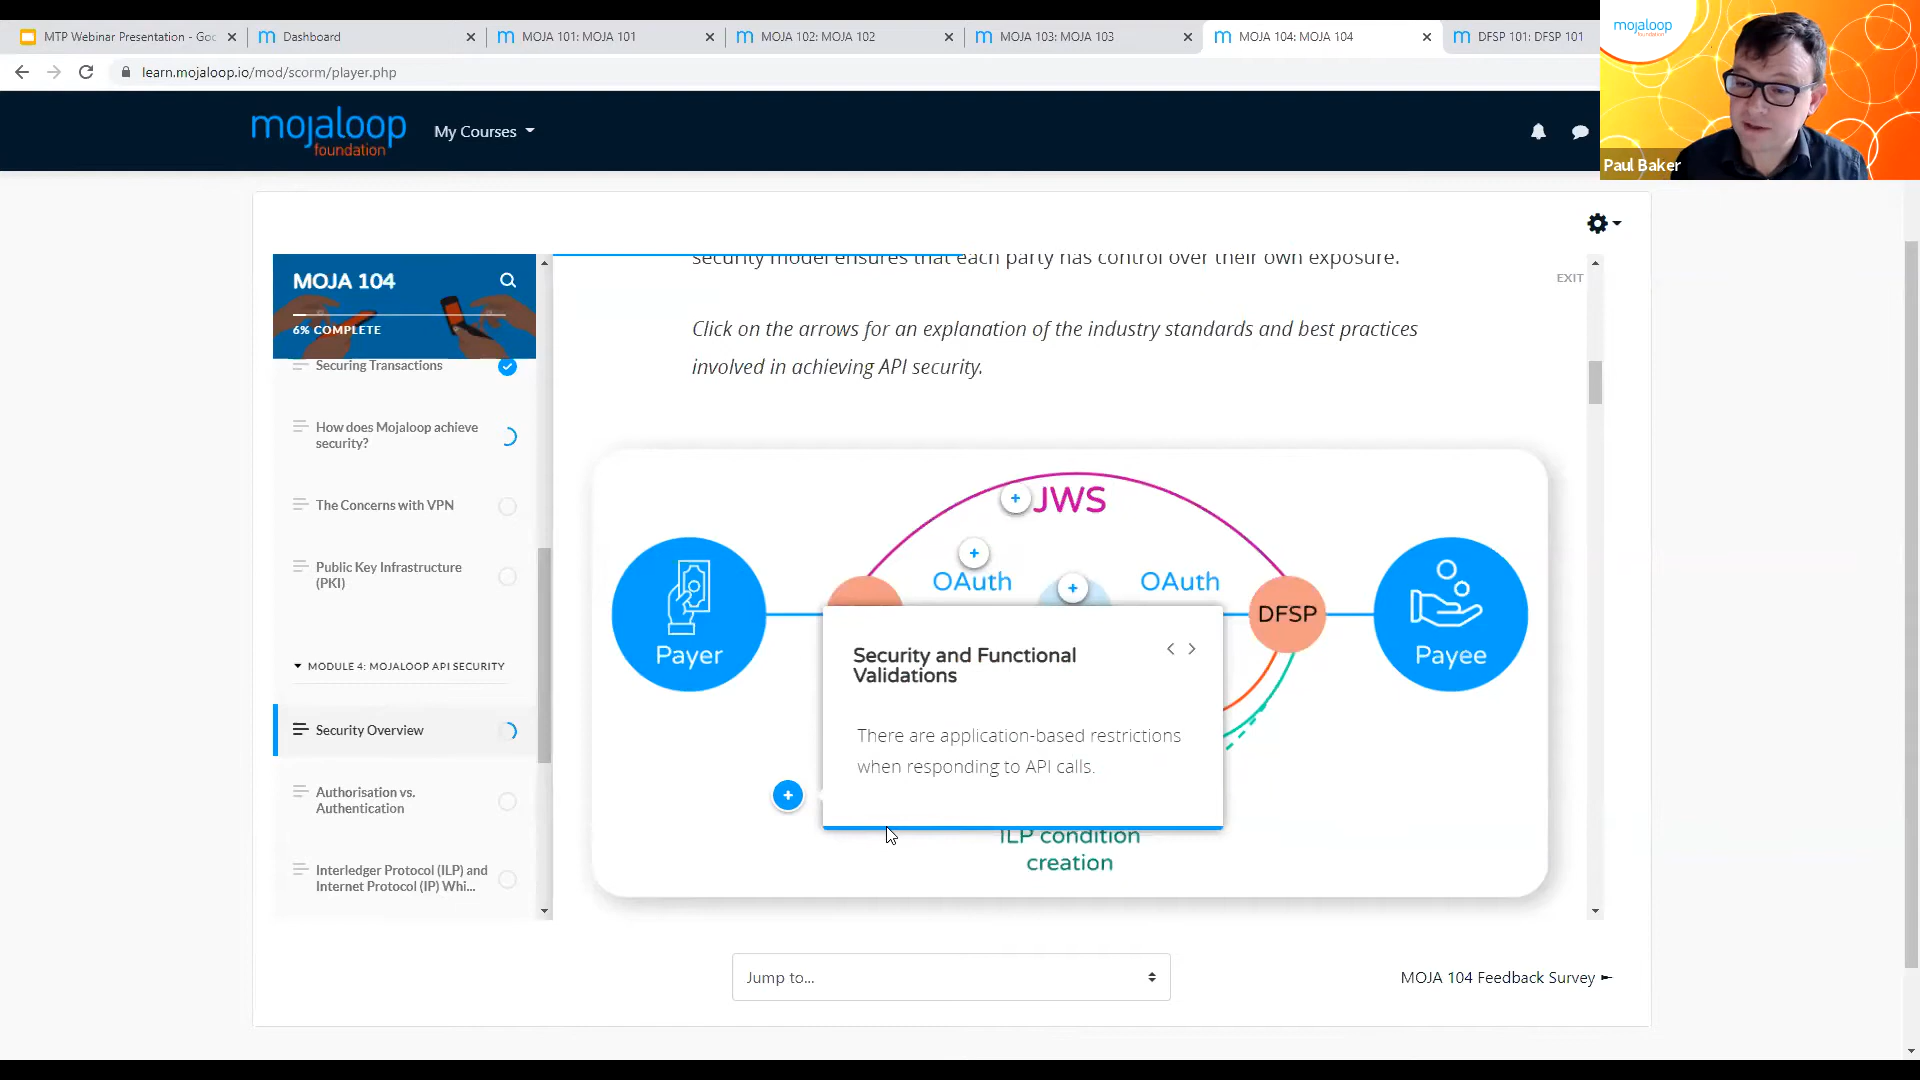 MTP Webinar Presentation - Goo
Dashboard
MOJA 101: MOJA 101
MOJA 102: MOJA 102
MOJA 103: MOJA 103
MOJA 104: MOJA 104
DFSP 101: DFSP 101
learn.mojaloop.io/mod/scorm/player.php
mojaloop
foundation
My Courses
mojaloop
foundation
Paul Baker
MOJA 104
6% COMPLETE
Securing Transactions
How does Mojaloop achieve
security?
The Concerns with VPN
Public Key Infrastructure
(PKI)
MODULE 4: MOJALOOP API SECURITY
Security Overview
Authorisation vs.
Authentication
Interledger Protocol (ILP) and
Internet Protocol (IP) Whi...
security model ensures that each party has control over their own exposure.
EXIT
Click on the arrows for an explanation of the industry standards and best practices
involved in achieving API security.
JWS
OAuth
OAuth
Payer
DFSP
Payee
Security and Functional
Validations
There are application-based restrictions
when responding to API calls.
ILP condition
creation
Jump to...
MOJA 104 Feedback Survey